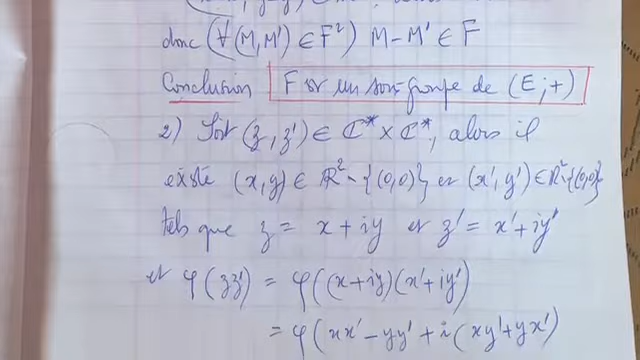 donc (∀(M,M') ∈ F²) M-M' ∈ F
Conclusion F est un sous-groupe de (E;+)
2) Soit (z, z') ∈ ℂ* × ℂ*, alors il
existe (x,y) ∈ ℝ² - {(0,0)} et (x', y') ∈ ℝ² - {(0,0)}
tels que z = x + iy et z' = x' + iy'
et φ(zz') = φ((x+iy)(x'+iy')
= φ(xx' - yy' + i(xy'+yx')